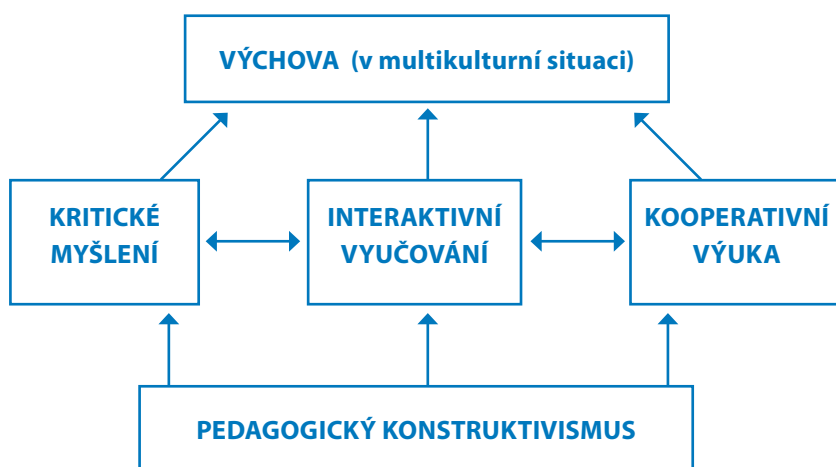 VÝCHOVA (v multikulturní situaci)
KRITICKÉ
MYŠLENÍ
INTERAKTIVNÍ
VYUČOVÁNÍ
KOOPERATIVNÍ
VÝUKA
PEDAGOGICKÝ KONSTRUKTIVISMUS